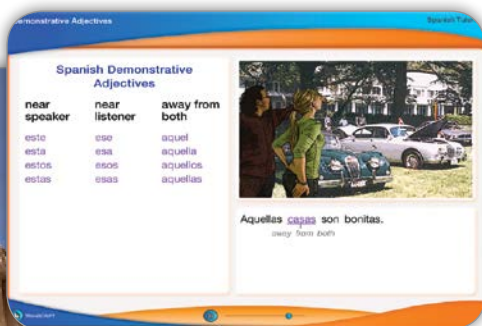 Demonstrative Adjectives
Spanish Tutor
Spanish Demonstrative
Adjectives
near speaker
near listener
away from both
este ese aquel
esta esa aquella
estos esos aquellos
estas esas aquellas
Aquellas casas son bonitas.
away from both